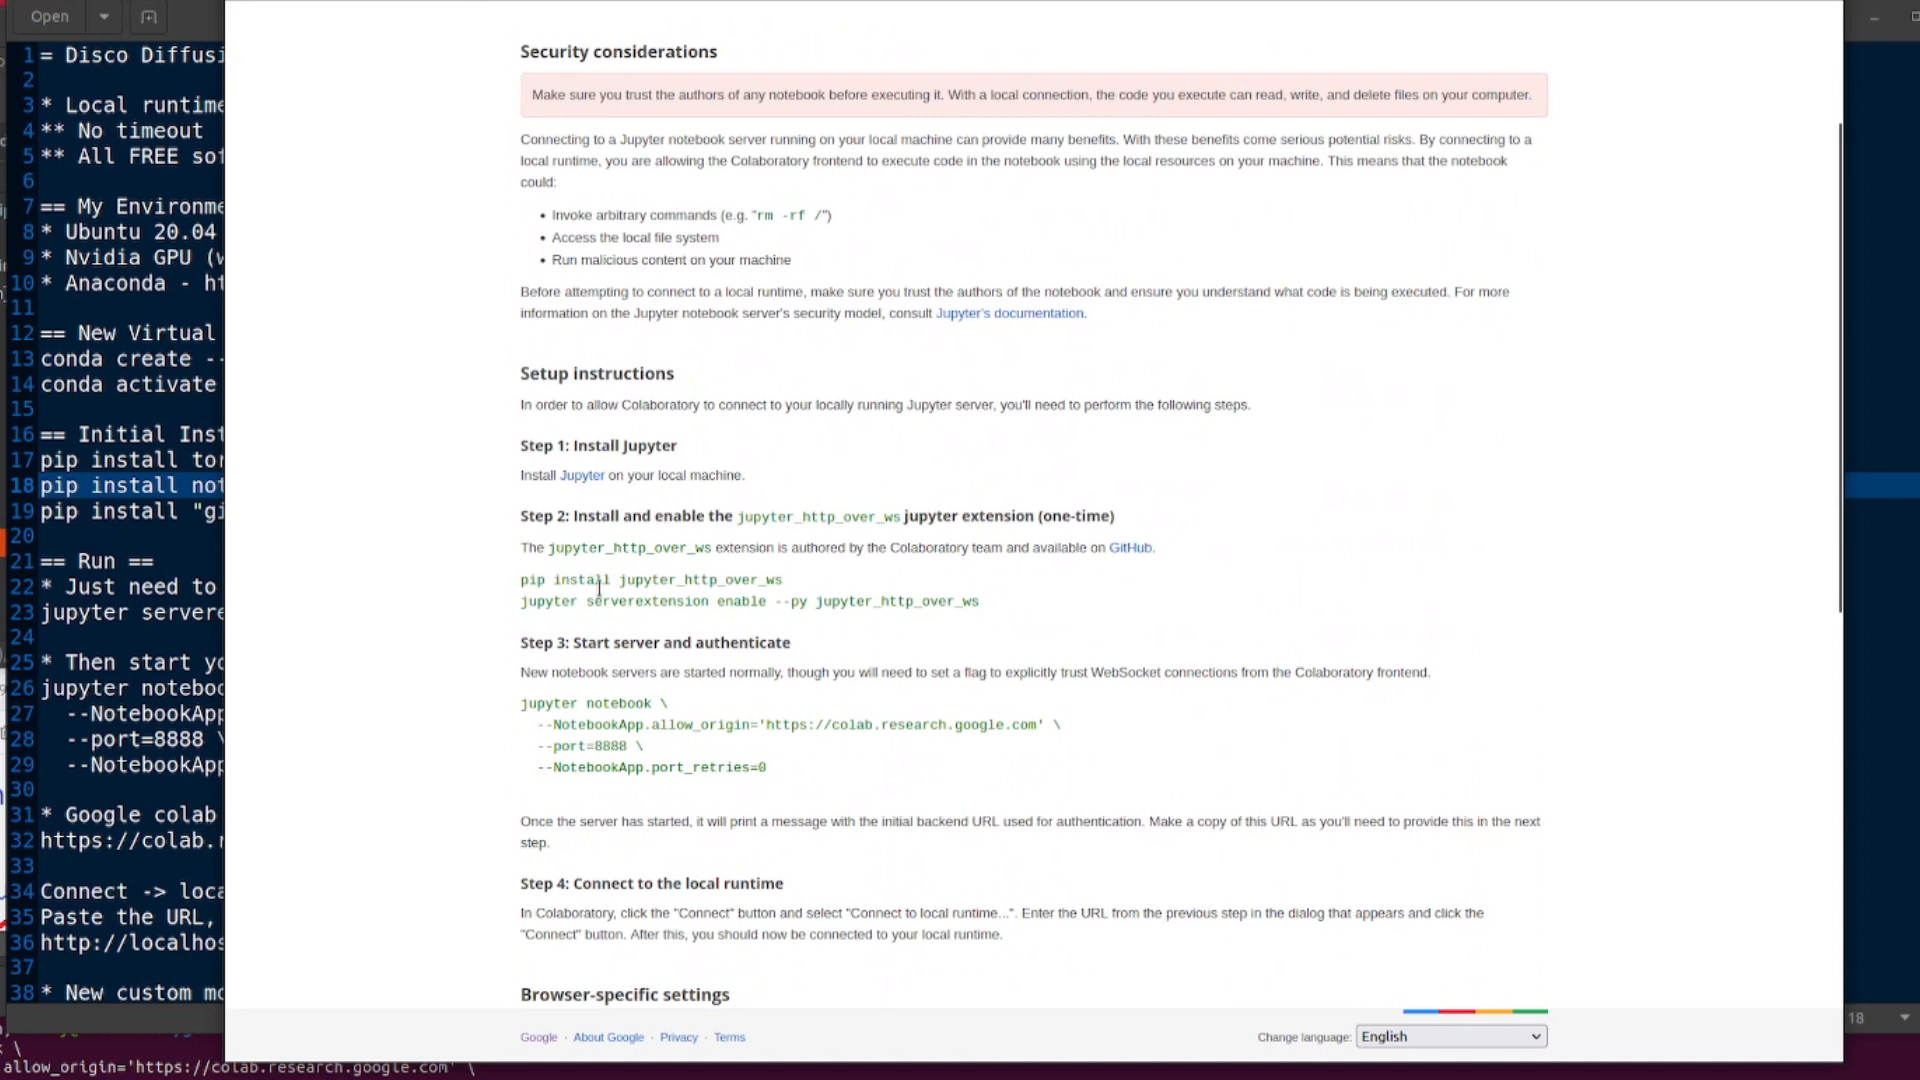 Open
1 = Disco Diffusi
2
3 * Local runtime
4 ** No timeout
5 ** All FREE sof
6
7 == My Environme
8 * Ubuntu 20.04
9 * Nvidia GPU (w
10 * Anaconda - ht
11
12 == New Virtual
13 conda create --
14 conda activate
15
16 == Initial Inst
17 pip install tor
18 pip install not
19 pip install "gi
20
21 == Run ==
22 * Just need to
23 jupyter servere
24
25 * Then start yo
26 jupyter noteboo
27 --NotebookApp
28 --port=8888 \
29 --NotebookApp
30
31 * Google colab
32 https://colab.r
33
34 Connect -> loca
35 Paste the URL,
36 http://localhos
37
38 * New custom mo
Security considerations
Make sure you trust the authors of any notebook before executing it. With a local connection, the code you execute can read, write, and delete files on your computer.
Connecting to a Jupyter notebook server running on your local machine can provide many benefits. With these benefits come serious potential risks. By connecting to a
local runtime, you are allowing the Colaboratory frontend to execute code in the notebook using the local resources on your machine. This means that the notebook
could:
• Invoke arbitrary commands (e.g. "rm -rf /")
• Access the local file system
• Run malicious content on your machine
Before attempting to connect to a local runtime, make sure you trust the authors of the notebook and ensure you understand what code is being executed. For more
information on the Jupyter notebook server's security model, consult Jupyter's documentation.
Setup instructions
In order to allow Colaboratory to connect to your locally running Jupyter server, you'll need to perform the following steps.
Step 1: Install Jupyter
Install Jupyter on your local machine.
Step 2: Install and enable the jupyter_http_over_ws jupyter extension (one-time)
The jupyter_http_over_ws extension is authored by the Colaboratory team and available on GitHub.
pip install jupyter_http_over_ws
jupyter serverextension enable --py jupyter_http_over_ws
Step 3: Start server and authenticate
New notebook servers are started normally, though you will need to set a flag to explicitly trust WebSocket connections from the Colaboratory frontend.
jupyter notebook \
--NotebookApp.allow_origin='https://colab.research.google.com' \
--port=8888 \
--NotebookApp.port_retries=0
Once the server has started, it will print a message with the initial backend URL used for authentication. Make a copy of this URL as you'll need to provide this in the next
step.
Step 4: Connect to the local runtime
In Colaboratory, click the "Connect" button and select "Connect to local runtime...". Enter the URL from the previous step in the dialog that appears and click the
"Connect" button. After this, you should now be connected to your local runtime.
Browser-specific settings
Google · About Google · Privacy · Terms
Change language: English
18
allow_origin='https://colab.research.google.com' \